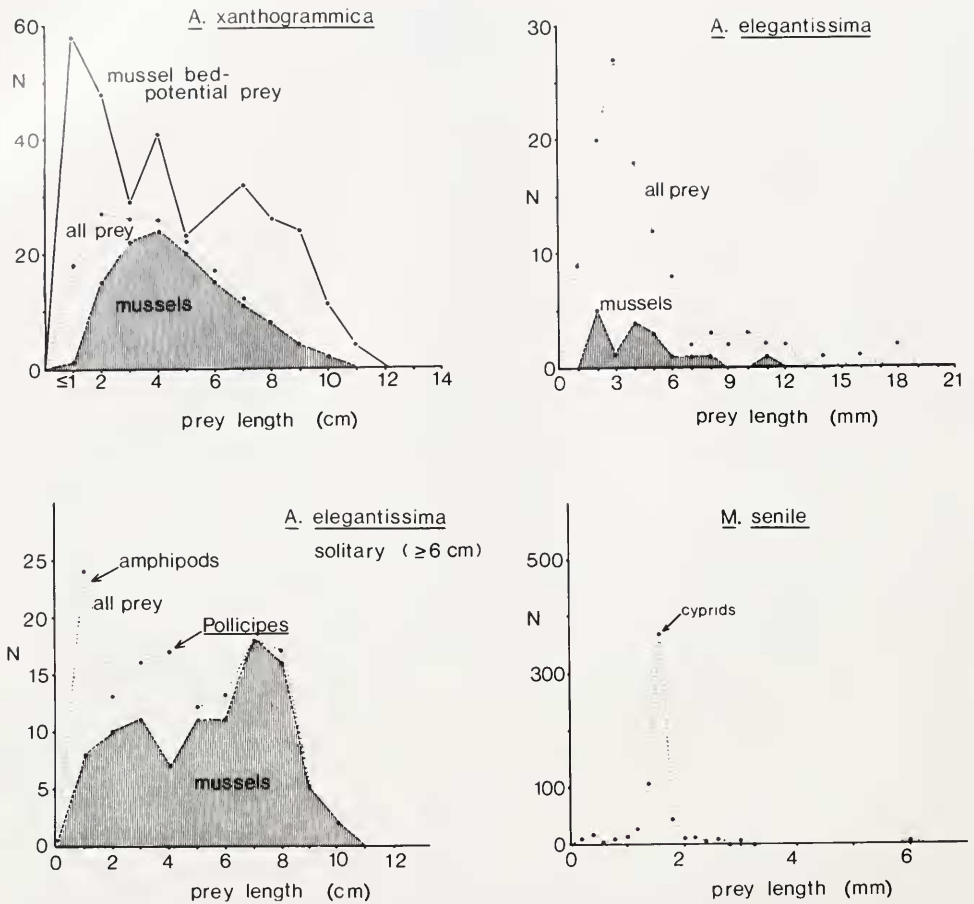 A. xanthogrammica
60
N
40
20
0
mussel bed-
potential prey
all prey
mussels
≤1 2 4 6 8 10 12 14
prey length (cm)
A. elegantissima
30
20
N
10
0
all prey
mussels
0 3 6 9 12 15 18 21
prey length (mm)
A. elegantissima
solitary (≥6 cm)
25
20
N
15
10
5
0
amphipods
all prey
Pollicipes
mussels
0 2 4 6 8 10 12
prey length (cm)
M. senile
500
N
300
100
0
cyprids
0 2 4 6
prey length (mm)